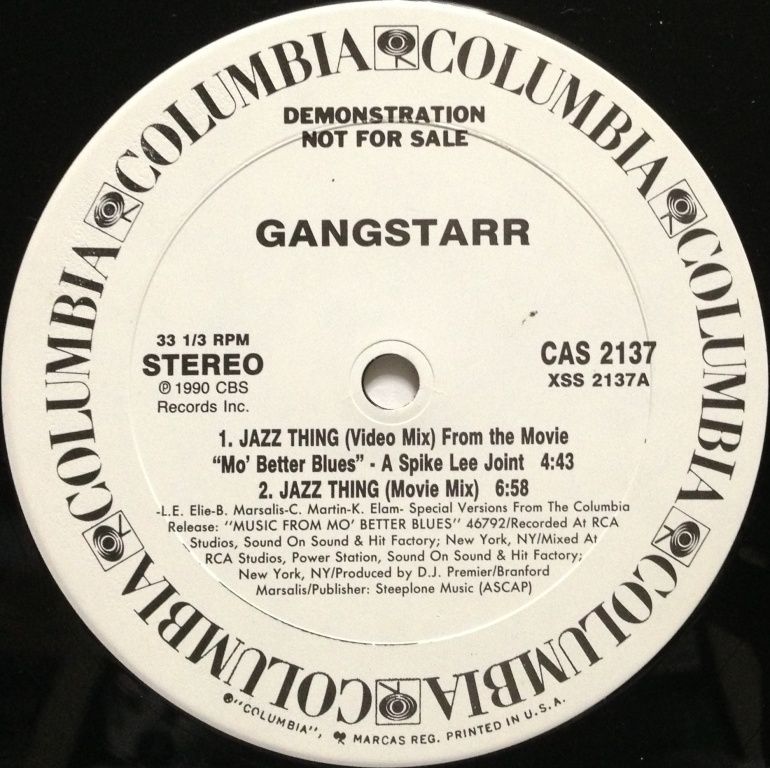 COLUMBIA COLUMBIA COLUMBIA COLUMBIA COLUMBIA COLUMBIA COLUMBIA COLUMBIA
DEMONSTRATION
NOT FOR SALE
GANGSTARR
33 1/3 RPM
STEREO
℗ 1990 CBS
Records Inc.
CAS 2137
XSS 2137A
1. JAZZ THING (Video Mix) From the Movie
“Mo’ Better Blues” - A Spike Lee Joint 4:43
2. JAZZ THING (Movie Mix) 6:58
-L.E. Elie-B. Marsalis-C. Martin-K. Elam- Special Versions From The Columbia
Release: “MUSIC FROM MO’ BETTER BLUES” 46792/Recorded At RCA
Studios, Sound On Sound & Hit Factory; New York, NY/Mixed At
RCA Studios, Power Station, Sound On Sound & Hit Factory;
New York, NY/Produced by D.J. Premier/Branford
Marsalis/Publisher: Steeplone Music (ASCAP)
“COLUMBIA”, MARCAS REG. PRINTED IN U.S.A.